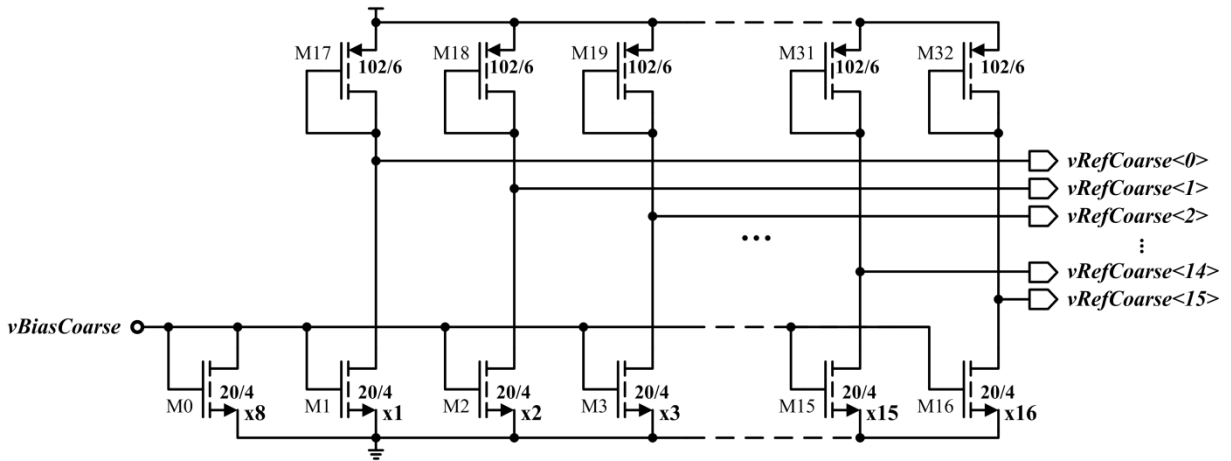 M17 M18 M19 M31 M32
102/6 102/6 102/6 102/6 102/6
vRefCoarse<0>
vRefCoarse<1>
vRefCoarse<2>
...
⋮
vRefCoarse<14>
vRefCoarse<15>
vBiasCoarse
20/4 20/4 20/4 20/4 20/4 20/4
M0 M1 M2 M3 M15 M16
x8 x1 x2 x3 x15 x16